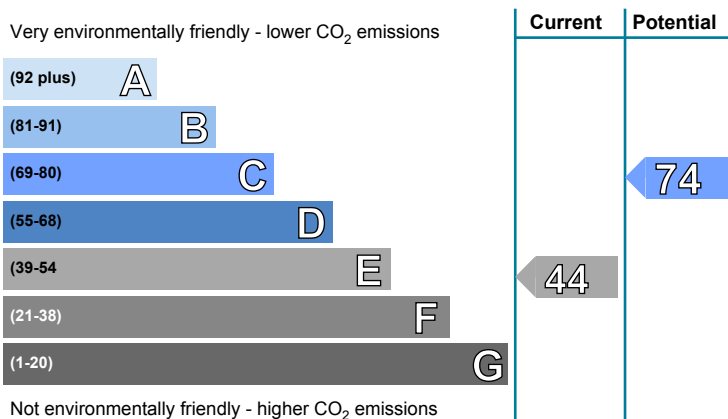 Current Potential
Very environmentally friendly - lower CO₂ emissions
(92 plus) A
(81-91) B
(69-80) C
74
(55-68) D
(39-54 E
44
(21-38) F
(1-20) G
Not environmentally friendly - higher CO₂ emissions